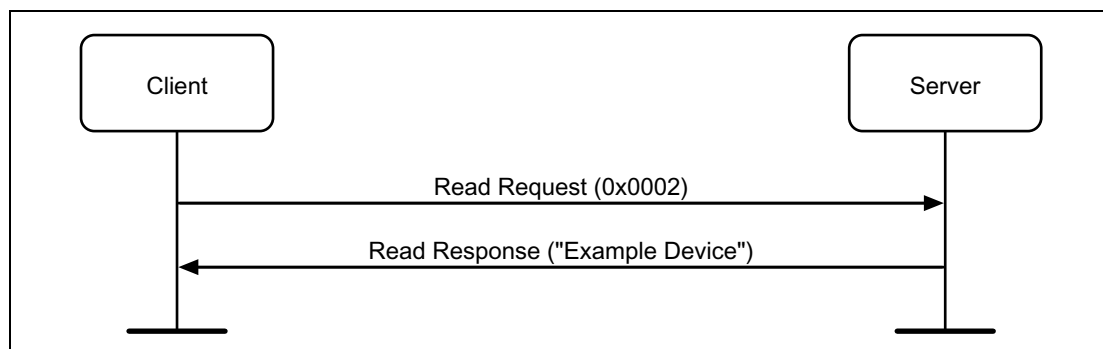 Client
Server
Read Request (0x0002)
Read Response ("Example Device")